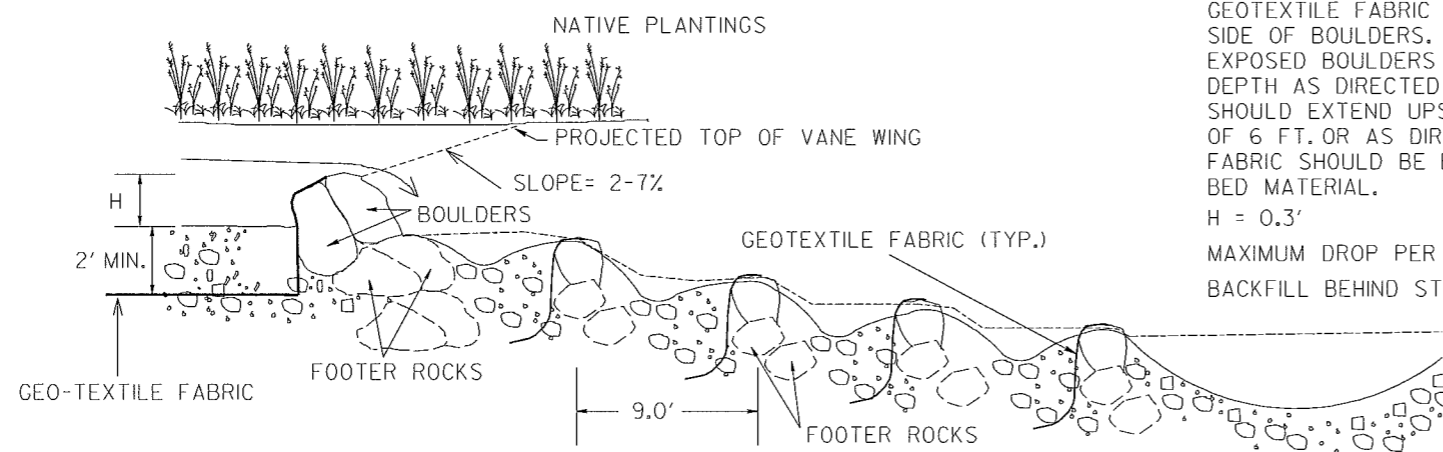 NATIVE PLANTINGS
PROJECTED TOP OF VANE WING
SLOPE= 2-7%
H
BOULDERS
2' MIN.
GEOTEXTILE FABRIC (TYP.)
FOOTER ROCKS
GEO-TEXTILE FABRIC
9.0'
FOOTER ROCKS
GEOTEXTILE FABRIC
SIDE OF BOULDERS.
EXPOSED BOULDERS
DEPTH AS DIRECTED
SHOULD EXTEND UPS
OF 6 FT. OR AS DIR
FABRIC SHOULD BE
BED MATERIAL.
H = 0.3'
MAXIMUM DROP PER
BACKFILL BEHIND ST